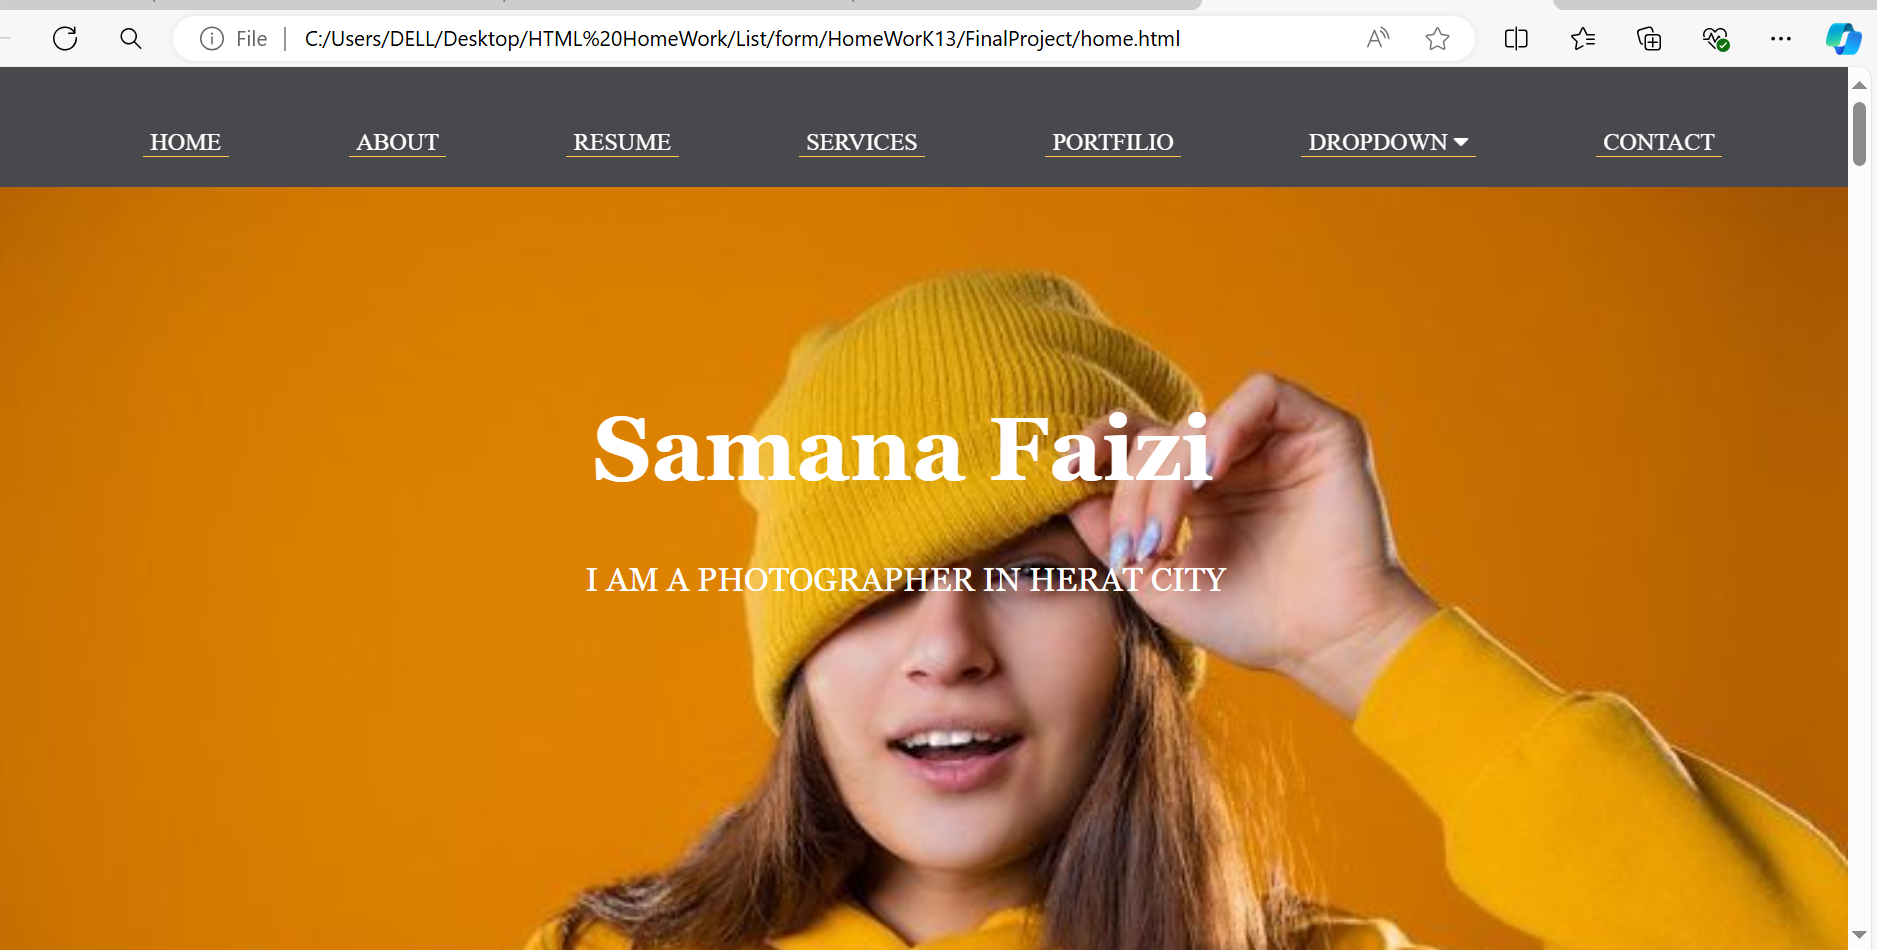 File C:/Users/DELL/Desktop/HTML%20HomeWork/List/form/HomeWorK13/FinalProject/home.html
HOME ABOUT RESUME SERVICES PORTFILIO DROPDOWN CONTACT
Samana Faizi
I AM A PHOTOGRAPHER IN HERAT CITY